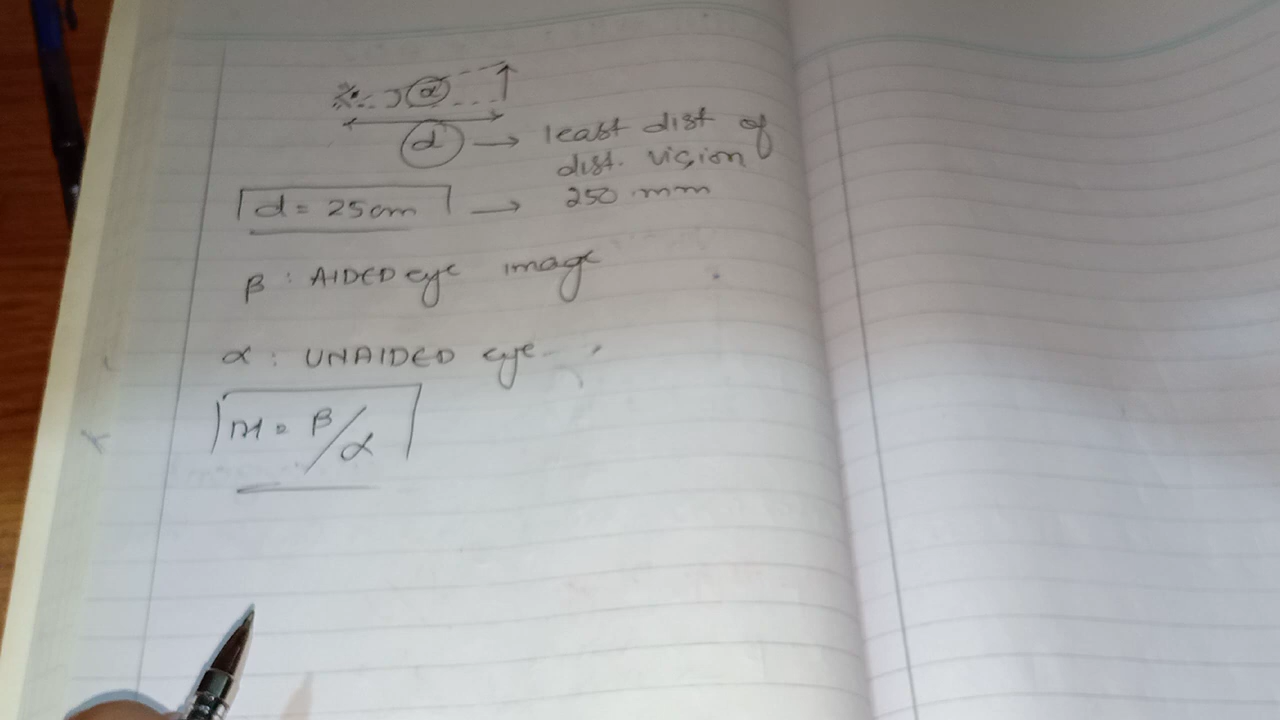 α
d → least dist of
dist. vision
d = 25cm → 250 mm
β : AIDED eye image
α : UNAIDED eye
M = β/α